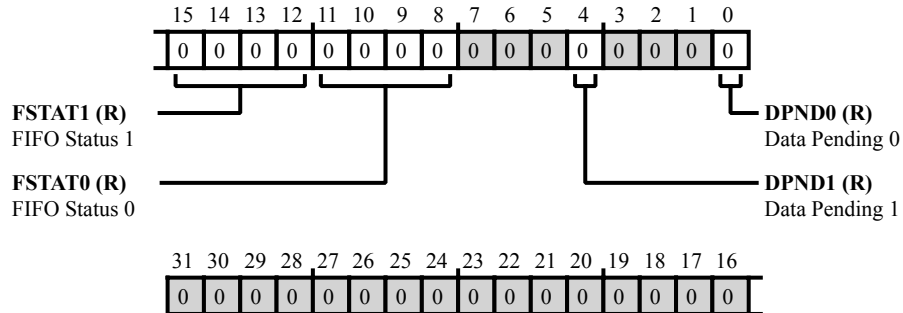 15 14 13 12 11 10 9 8 7 6 5 4 3 2 1 0
0 0 0 0 0 0 0 0 0 0 0 0 0 0 0 0
FSTAT1 (R)
FIFO Status 1
DPND0 (R)
Data Pending 0
FSTAT0 (R)
FIFO Status 0
DPND1 (R)
Data Pending 1
31 30 29 28 27 26 25 24 23 22 21 20 19 18 17 16
0 0 0 0 0 0 0 0 0 0 0 0 0 0 0 0